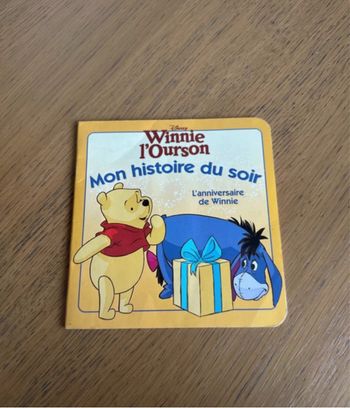 Disney
Winnie
l'Ourson
Mon histoire du soir
L'anniversaire
de Winnie